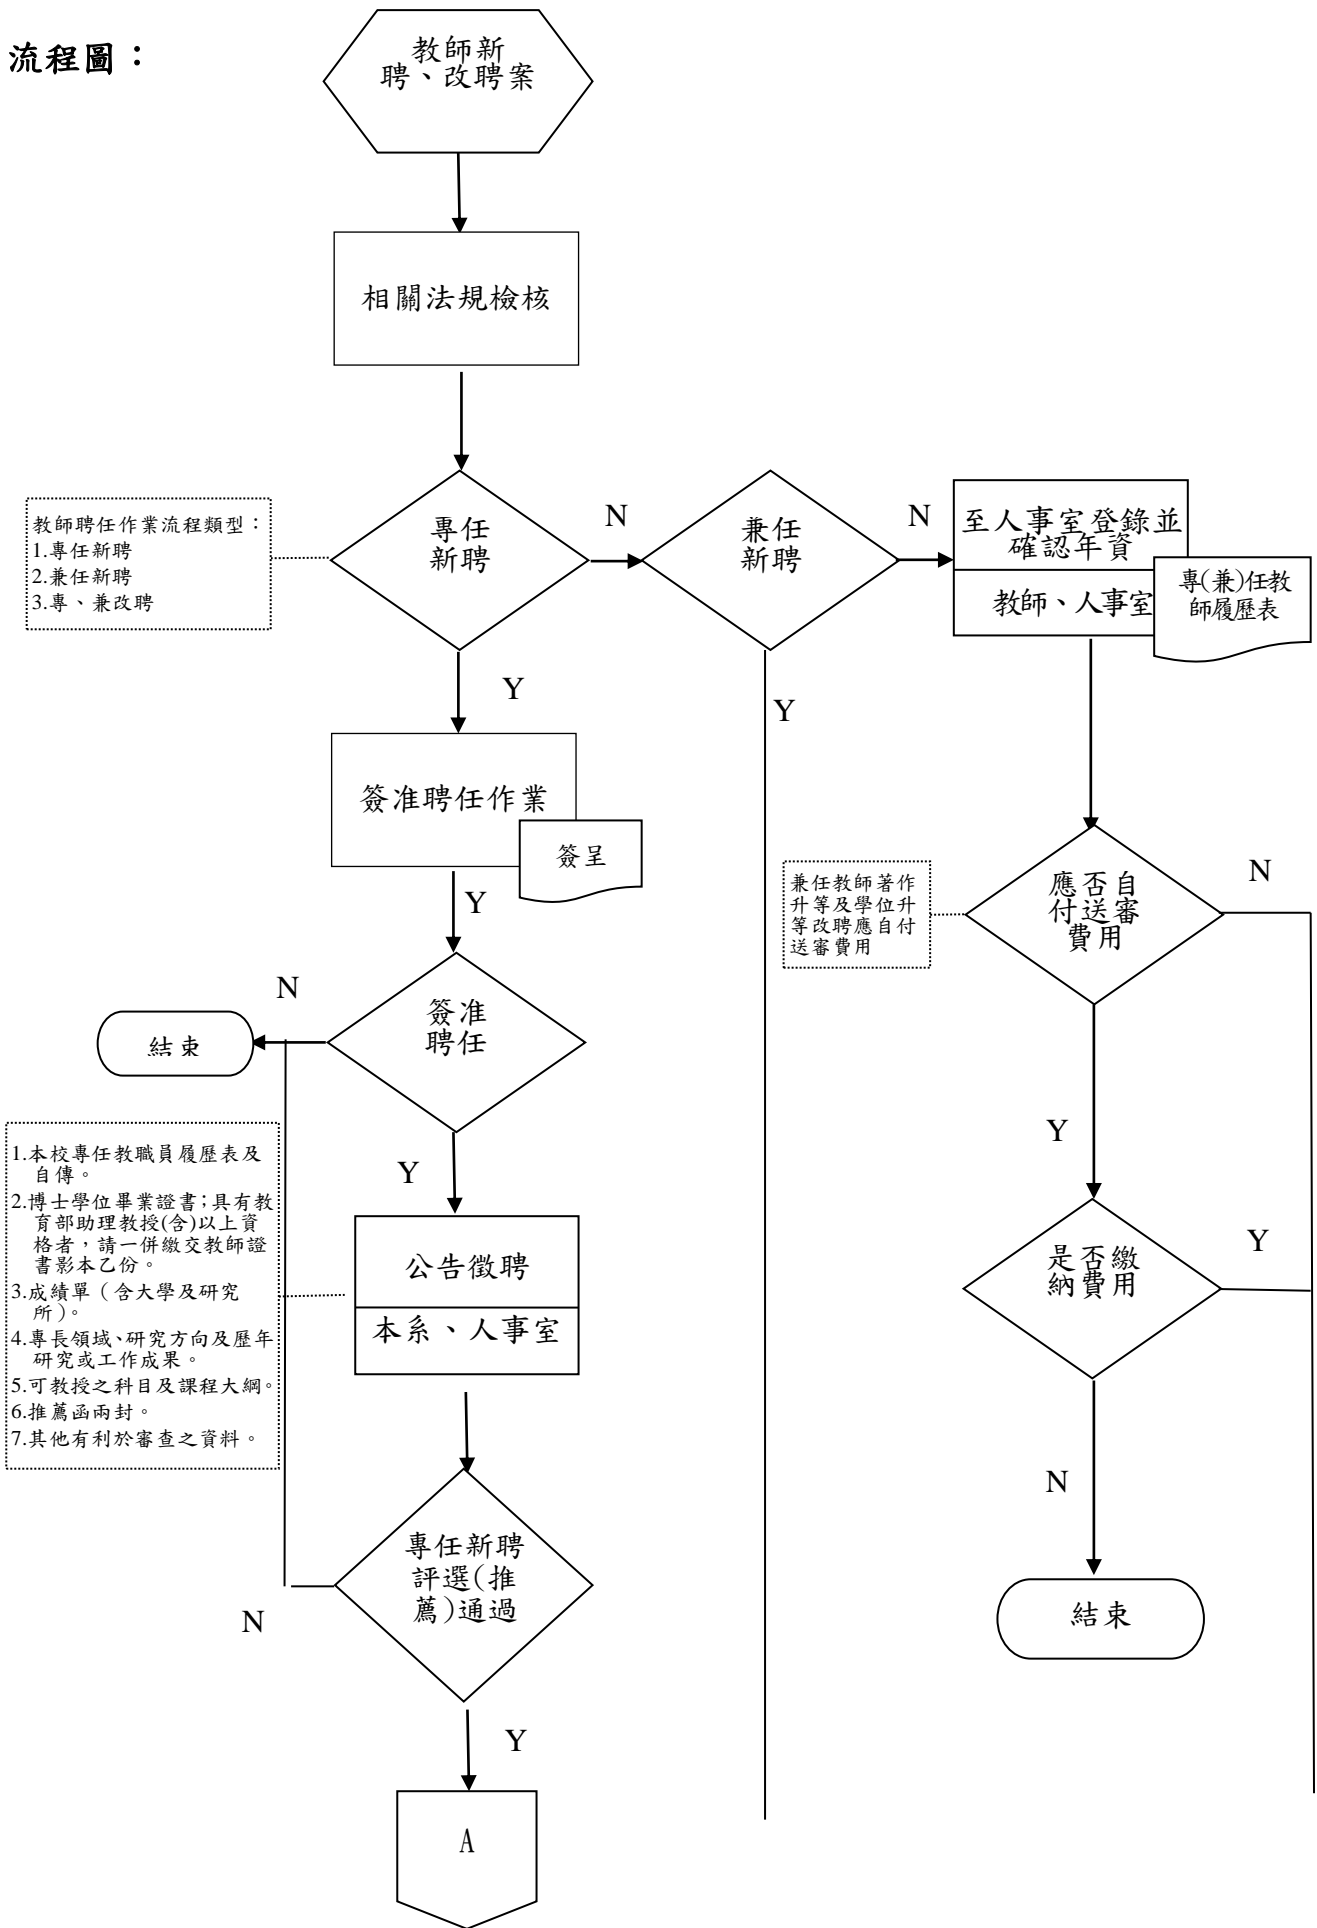 流程圖：
教師新
聘、改聘案
相關法規檢核
教師聘任作業流程類型：
1.專任新聘
2.兼任新聘
3.專、兼改聘
專任
新聘
N
兼任
新聘
N
至人事室登錄並
確認年資
教師、人事室
專(兼)任教
師履歷表
Y
Y
簽准聘任作業
簽呈
Y
兼任教師著作
升等及學位升
等改聘應自付
送審費用
應否自
付送審
費用
N
N
簽准
聘任
結束
Y
Y
1.本校專任教職員履歷表及
自傳。
2.博士學位畢業證書;具有教
育部助理教授(含)以上資
格者，請一併繳交教師證
書影本乙份。
3.成績單（含大學及研究
所）。
4.專長領域、研究方向及歷年
研究或工作成果。
5.可教授之科目及課程大綱。
6.推薦函兩封。
7.其他有利於審查之資料。
公告徵聘
本系、人事室
是否繳
納費用
Y
N
專任新聘
評選(推
薦)通過
N
結束
Y
A